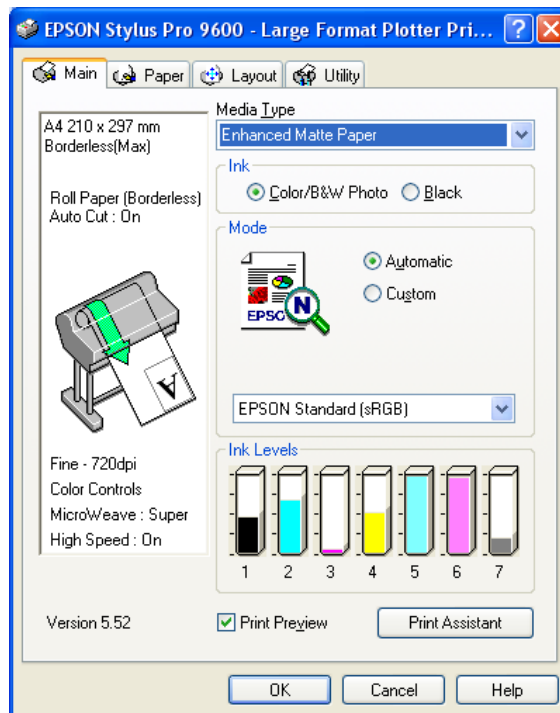 EPSON Stylus Pro 9600 - Large Format Plotter Pri...
Main Paper Layout Utility
A4 210 x 297 mm
Borderless(Max)
Roll Paper (Borderless)
Auto Cut : On
A
Fine - 720dpi
Color Controls
MicroWeave : Super
High Speed : On
Version 5.52
Media Type
Enhanced Matte Paper
Ink
Color/B&W Photo Black
Mode
EPSO
N
Automatic
Custom
EPSON Standard (sRGB)
Ink Levels
1 2 3 4 5 6 7
Print Preview Print Assistant
OK Cancel Help